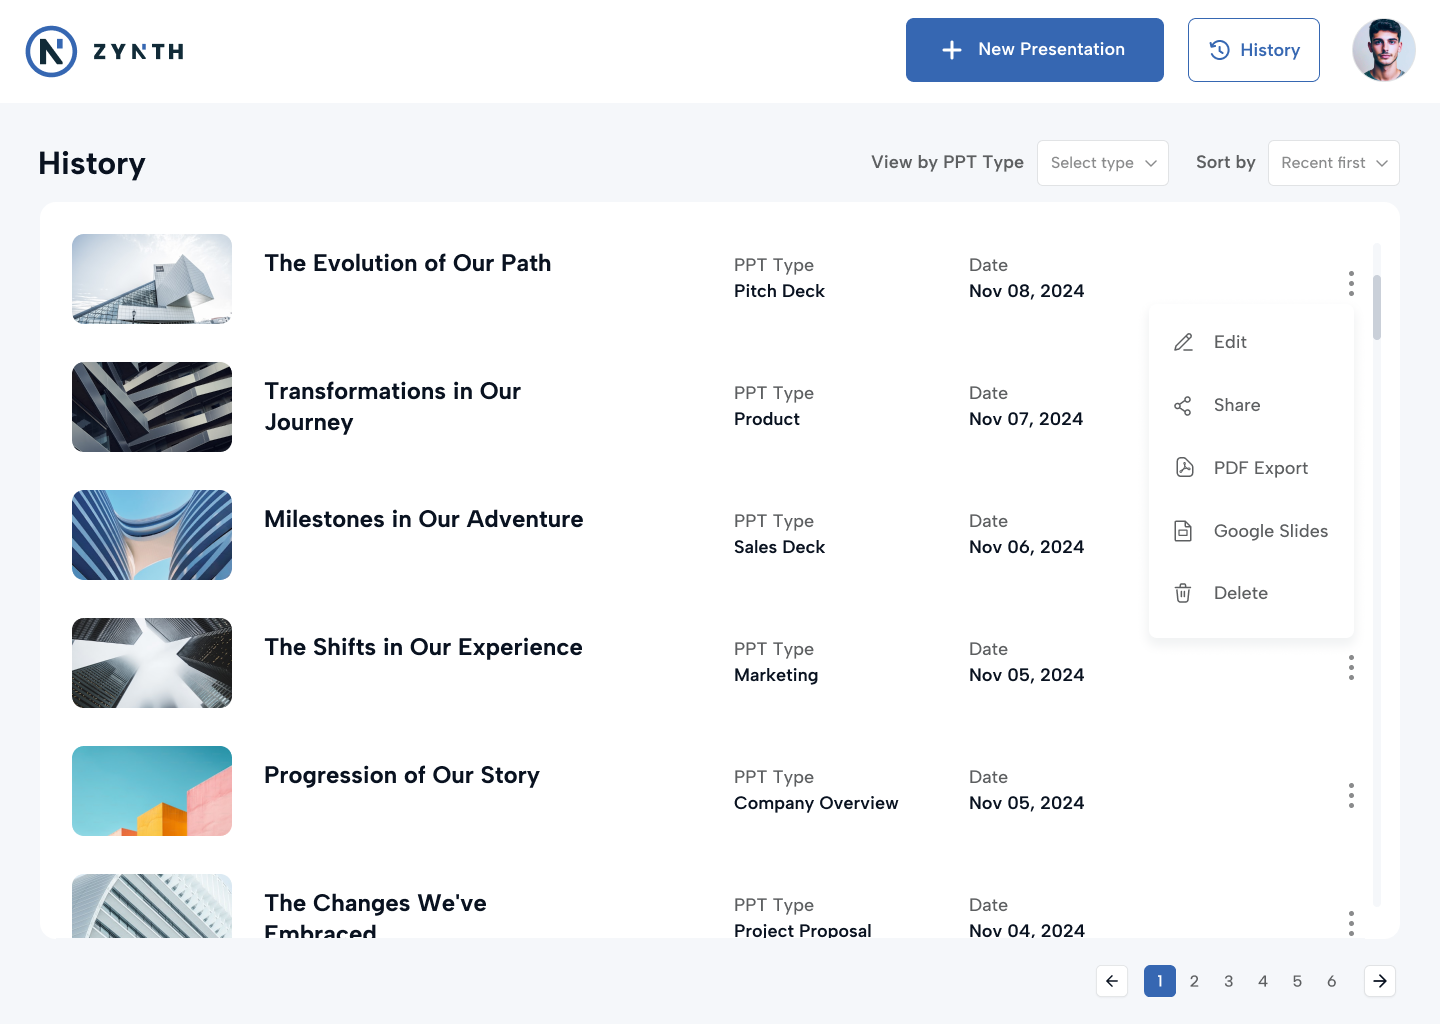 ZYNTH
New Presentation
History
History
View by PPT Type
Select type
Sort by
Recent first
The Evolution of Our Path
PPT Type
Pitch Deck
Date
Nov 08, 2024
Edit
Share
PDF Export
Google Slides
Delete
Transformations in Our
Journey
PPT Type
Product
Date
Nov 07, 2024
Milestones in Our Adventure
PPT Type
Sales Deck
Date
Nov 06, 2024
The Shifts in Our Experience
PPT Type
Marketing
Date
Nov 05, 2024
Progression of Our Story
PPT Type
Company Overview
Date
Nov 05, 2024
The Changes We've
Embraced
PPT Type
Project Proposal
Date
Nov 04, 2024
1 2 3 4 5 6